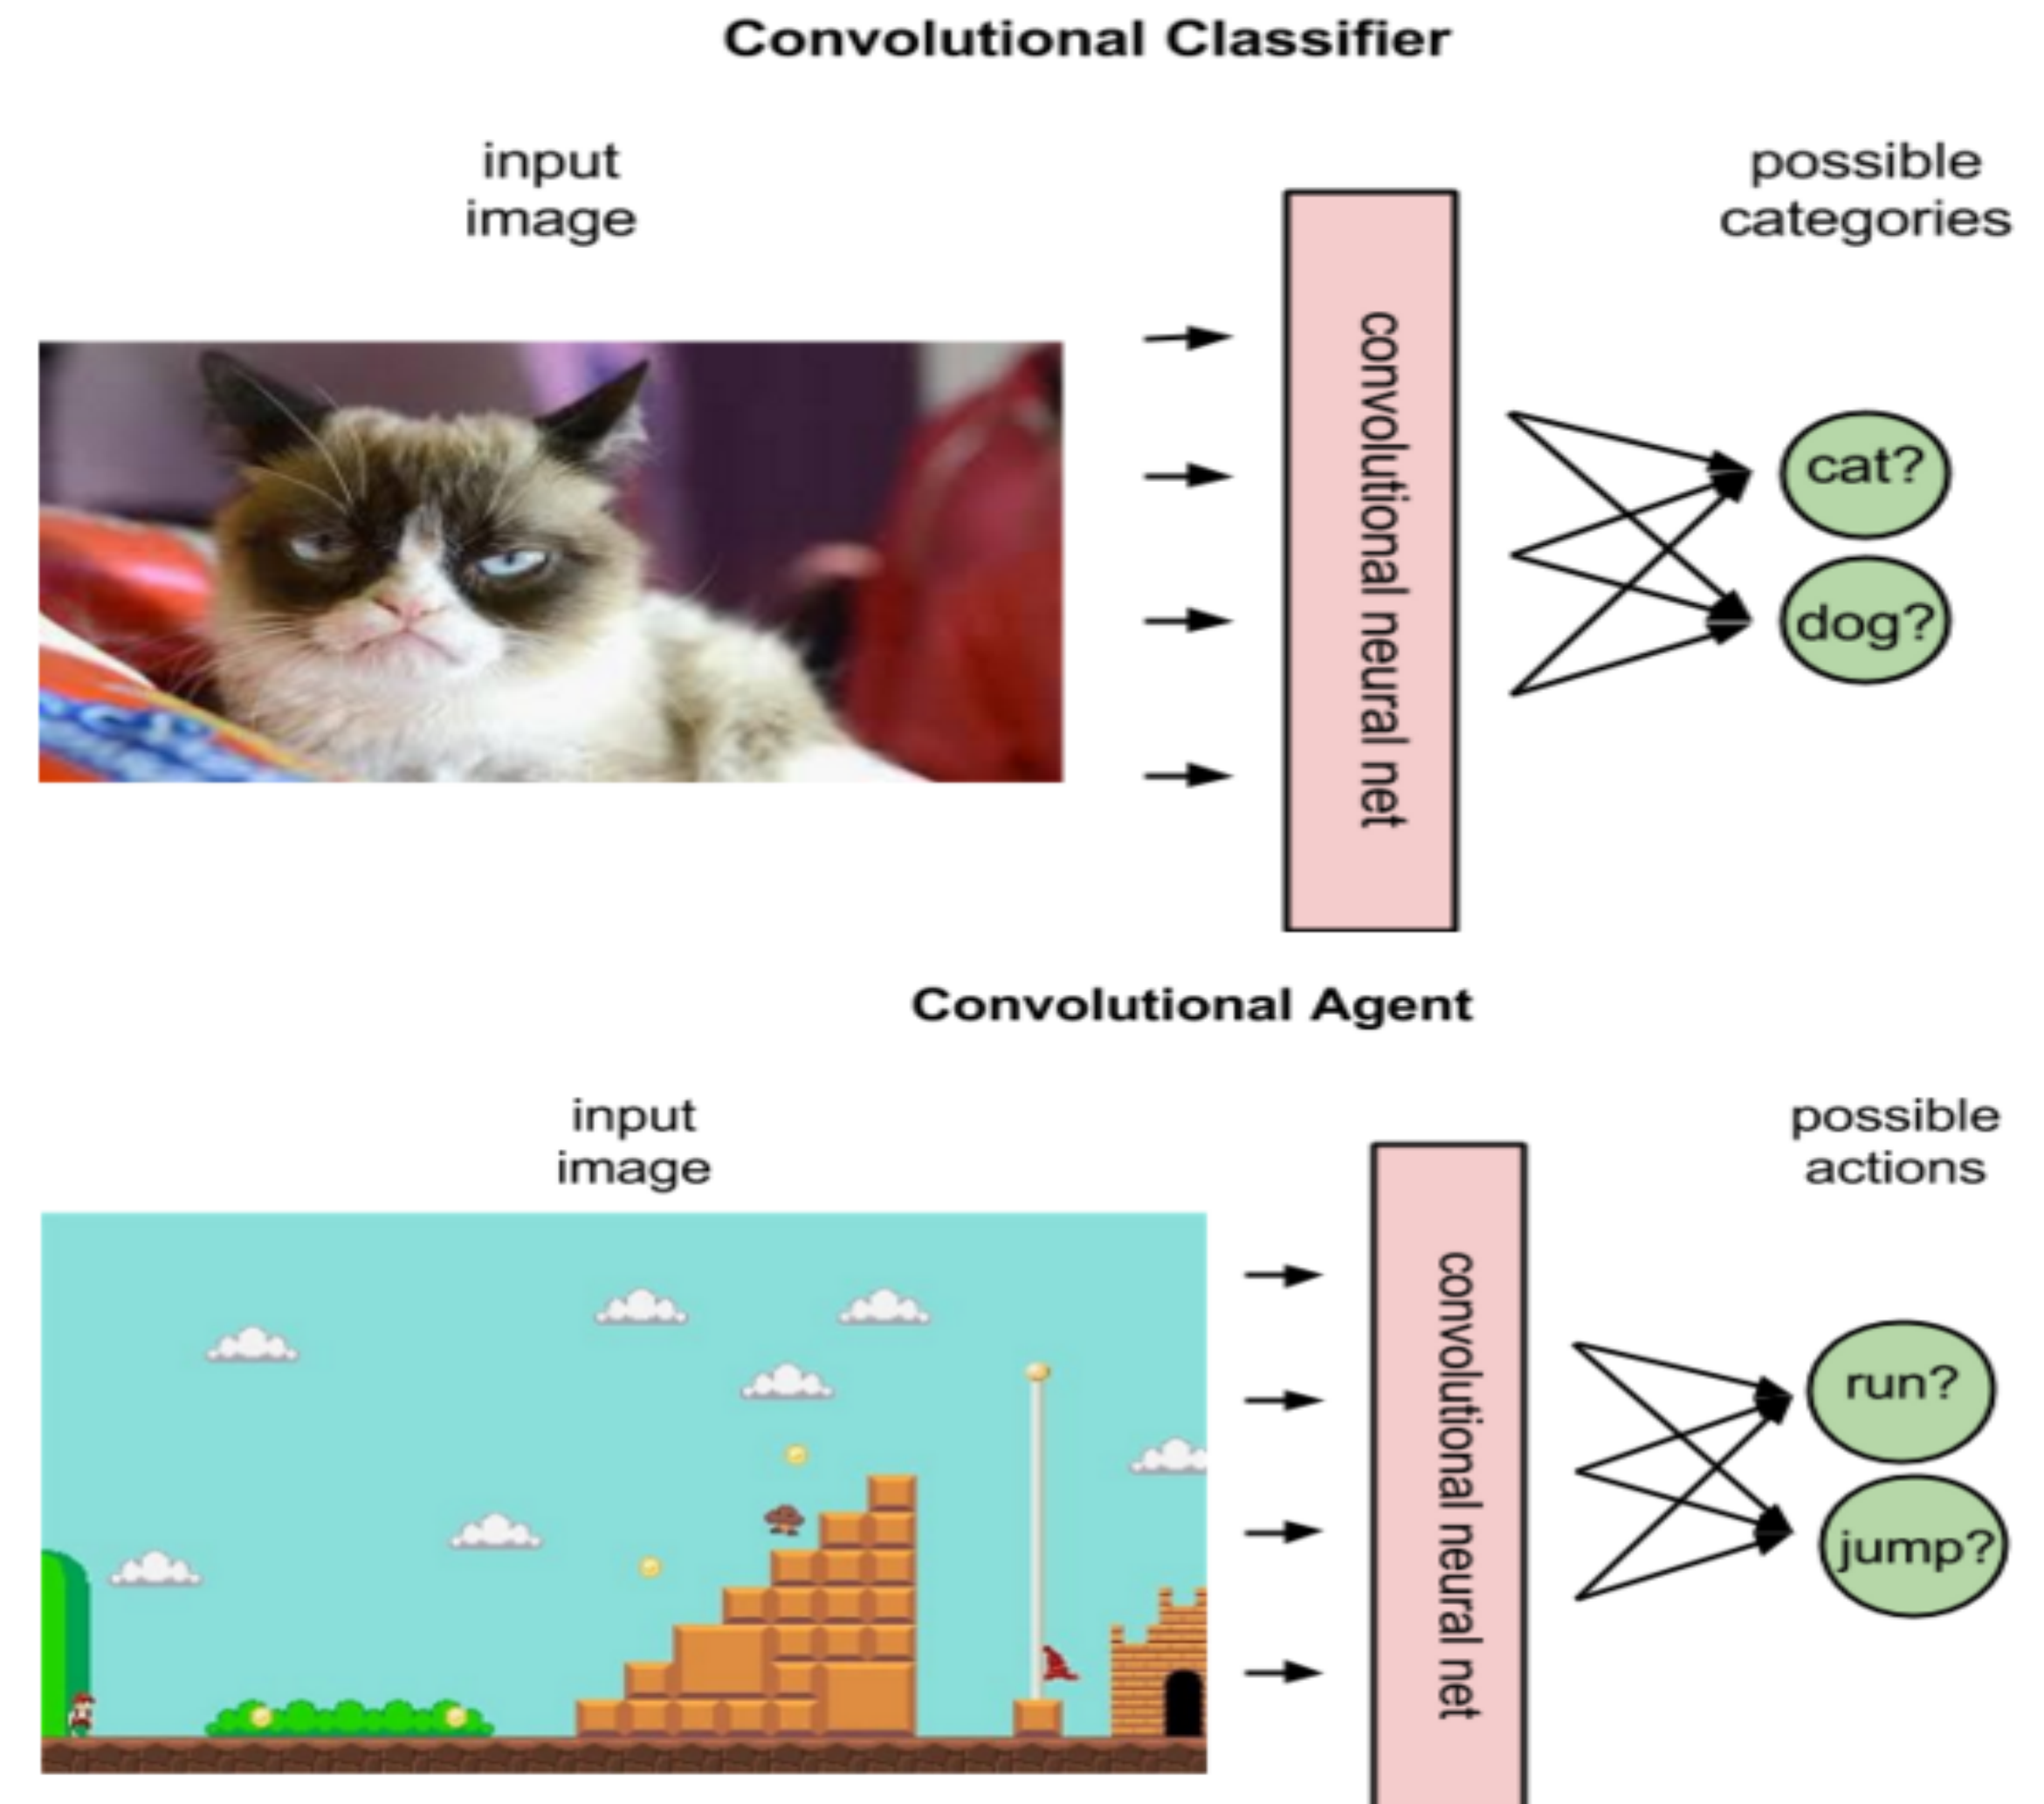 Convolutional Classifier
input
image
possible
categories
convolutional neural net
cat?
dog?
Convolutional Agent
input
image
possible
actions
convolutional neural net
run?
jump?